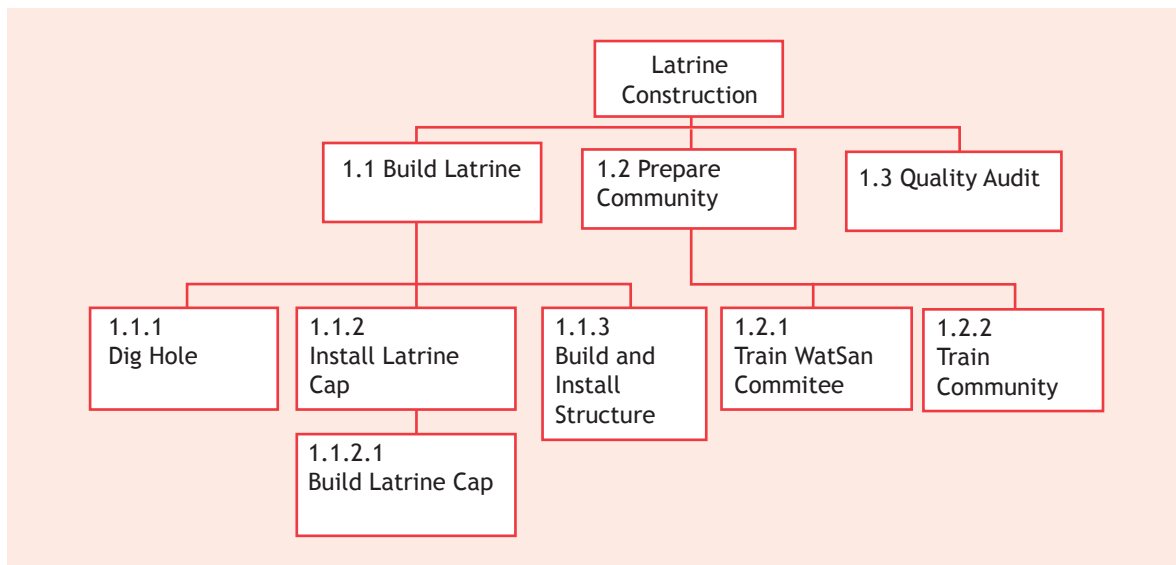 Latrine
Construction
1.1 Build Latrine
1.2 Prepare
Community
1.3 Quality Audit
1.1.1
Dig Hole
1.1.2
Install Latrine
Cap
1.1.3
Build and
Install
Structure
1.2.1
Train WatSan
Commitee
1.2.2
Train
Community
1.1.2.1
Build Latrine Cap